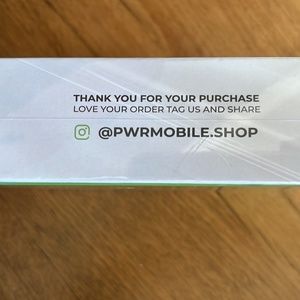 THANK YOU FOR YOUR PURCHASE
LOVE YOUR ORDER TAG US AND SHARE
@PWRMOBILE.SHOP